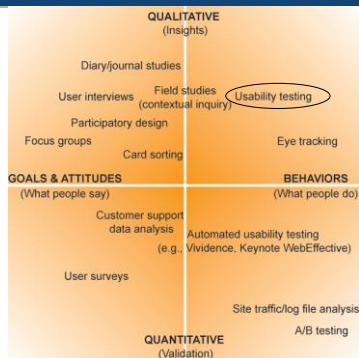 QUALITATIVE
(Insights)
Diary/journal studies
User interviews
Field studies
(contextual inquiry)
Usability testing
Participatory design
Focus groups
Eye tracking
Card sorting
GOALS & ATTITUDES
(What people say)
BEHAVIORS
(What people do)
Customer support
data analysis
Automated usability testing
(e.g., Vividence, Keynote WebEffective)
User surveys
Site traffic/log file analysis
A/B testing
QUANTITATIVE
(Validation)